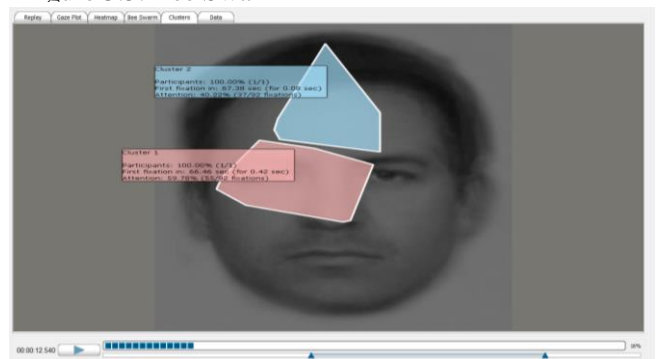 Replay Gaze Plot Heatmap Bee Swarm Clusters Data
Cluster 2
Participants: 100.00% (1/1)
First fixation in: 67.38 sec (for 0.09 sec)
Attention: 40.22% (37/92 fixations)
Cluster 1
Participants: 100.00% (1/1)
First fixation in: 66.46 sec (for 0.42 sec)
Attention: 59.78% (55/92 fixations)
00:00:12.540